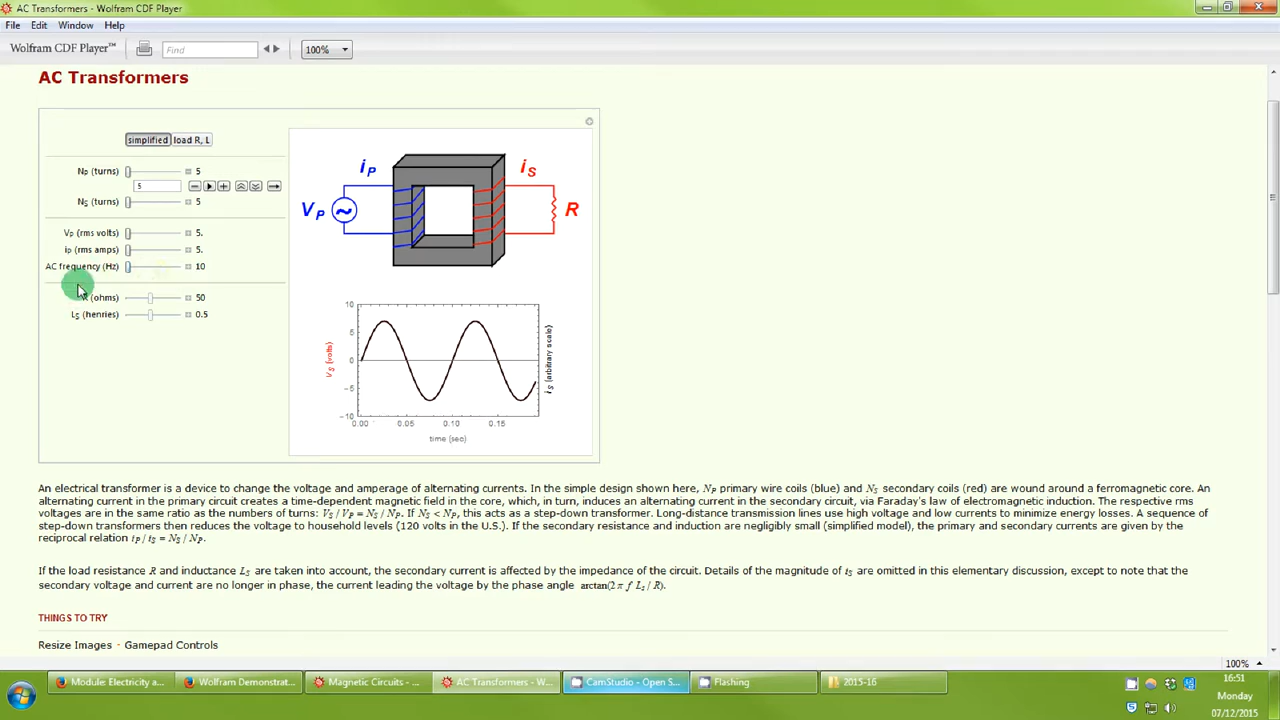 AC Transformers - Wolfram CDF Player
File Edit Window Help
Wolfram CDF Player™ Find 100%
AC Transformers
simplified load R, L
NP (turns) 5
5
NS (turns) 5
VP (rms volts) 5.
iP (rms amps) 5.
AC frequency (Hz) 10
(ohms) 50
LS (henries) 0.5
iP iS
VP R
10
5
0
-5
-10
VS (volts)
iS (arbitrary scale)
0.00 0.05 0.10 0.15
time (sec)
An electrical transformer is a device to change the voltage and amperage of alternating currents. In the simple design shown here, NP primary wire coils (blue) and NS secondary coils (red) are wound around a ferromagnetic core. An
alternating current in the primary circuit creates a time-dependent magnetic field in the core, which, in turn, induces an alternating current in the secondary circuit, via Faraday's law of electromagnetic induction. The respective rms
voltages are in the same ratio as the numbers of turns: VS / VP = NS / NP. If NS < NP, this acts as a step-down transformer. Long-distance transmission lines use high voltage and low currents to minimize energy losses. A sequence of
step-down transformers then reduces the voltage to household levels (120 volts in the U.S.). If the secondary resistance and induction are negligibly small (simplified model), the primary and secondary currents are given by the
reciprocal relation iP / iS = NS / NP.
If the load resistance R and inductance LS are taken into account, the secondary current is affected by the impedance of the circuit. Details of the magnitude of iS are omitted in this elementary discussion, except to note that the
secondary voltage and current are no longer in phase, the current leading the voltage by the phase angle arctan(2 π f LS / R).
THINGS TO TRY
Resize Images - Gamepad Controls
100%
Module: Electricity a... Wolfram Demonstrat... Magnetic Circuits - ... AC Transformers - W... CamStudio - Open S... Flashing 2015-16
16:51
Monday
07/12/2015